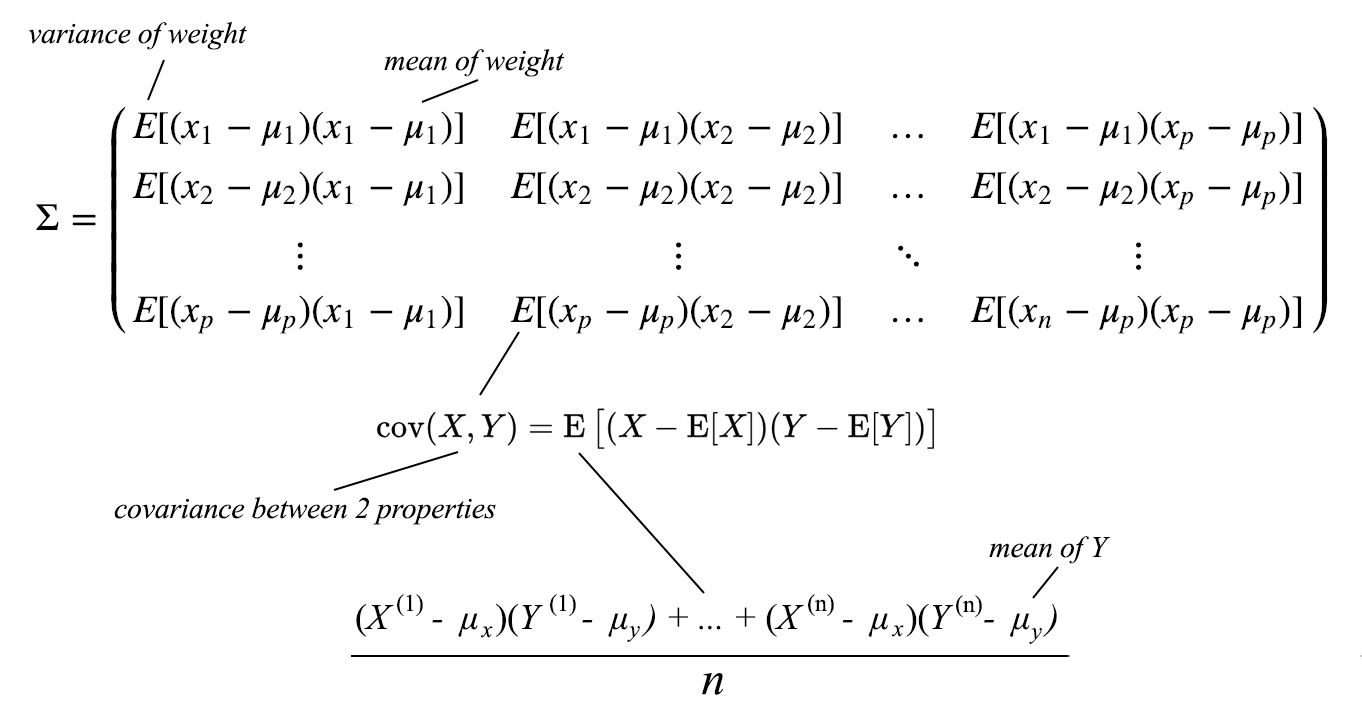 variance of weight
mean of weight
E[(x₁ − μ₁)(x₁ − μ₁)] E[(x₁ − μ₁)(x₂ − μ₂)] … E[(x₁ − μ₁)(xₚ − μₚ)]
E[(x₂ − μ₂)(x₁ − μ₁)] E[(x₂ − μ₂)(x₂ − μ₂)] … E[(x₂ − μ₂)(xₚ − μₚ)]
Σ =
⋮ ⋮ ⋱ ⋮
E[(xₚ − μₚ)(x₁ − μ₁)] E[(xₚ − μₚ)(x₂ − μ₂)] … E[(xₙ − μₚ)(xₚ − μₚ)]
cov(X, Y) = E [(X − E[X])(Y − E[Y])]
covariance between 2 properties
mean of Y
(X⁽¹⁾ - μₓ)(Y⁽¹⁾ - μ_y) + ... + (X⁽ⁿ⁾ - μₓ)(Y⁽ⁿ⁾ - μ_y)
n